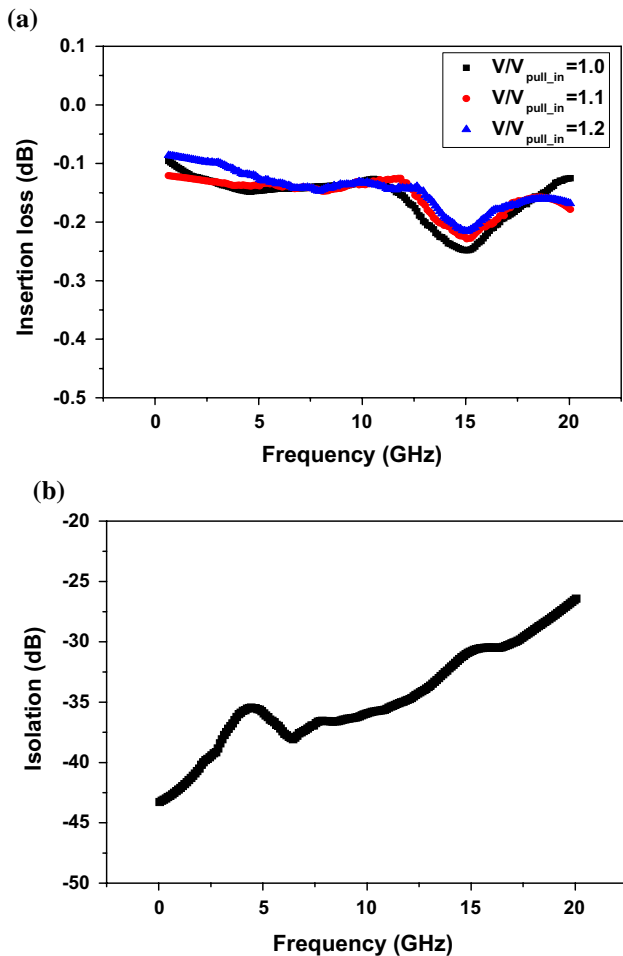 (a)
0.1
0.0
-0.1
-0.2
-0.3
-0.4
-0.5
Insertion loss (dB)
V/Vpull_in=1.0
V/Vpull_in=1.1
V/Vpull_in=1.2
0 5 10 15 20
Frequency (GHz)
(b)
-20
-25
-30
-35
-40
-45
-50
Isolation (dB)
0 5 10 15 20
Frequency (GHz)